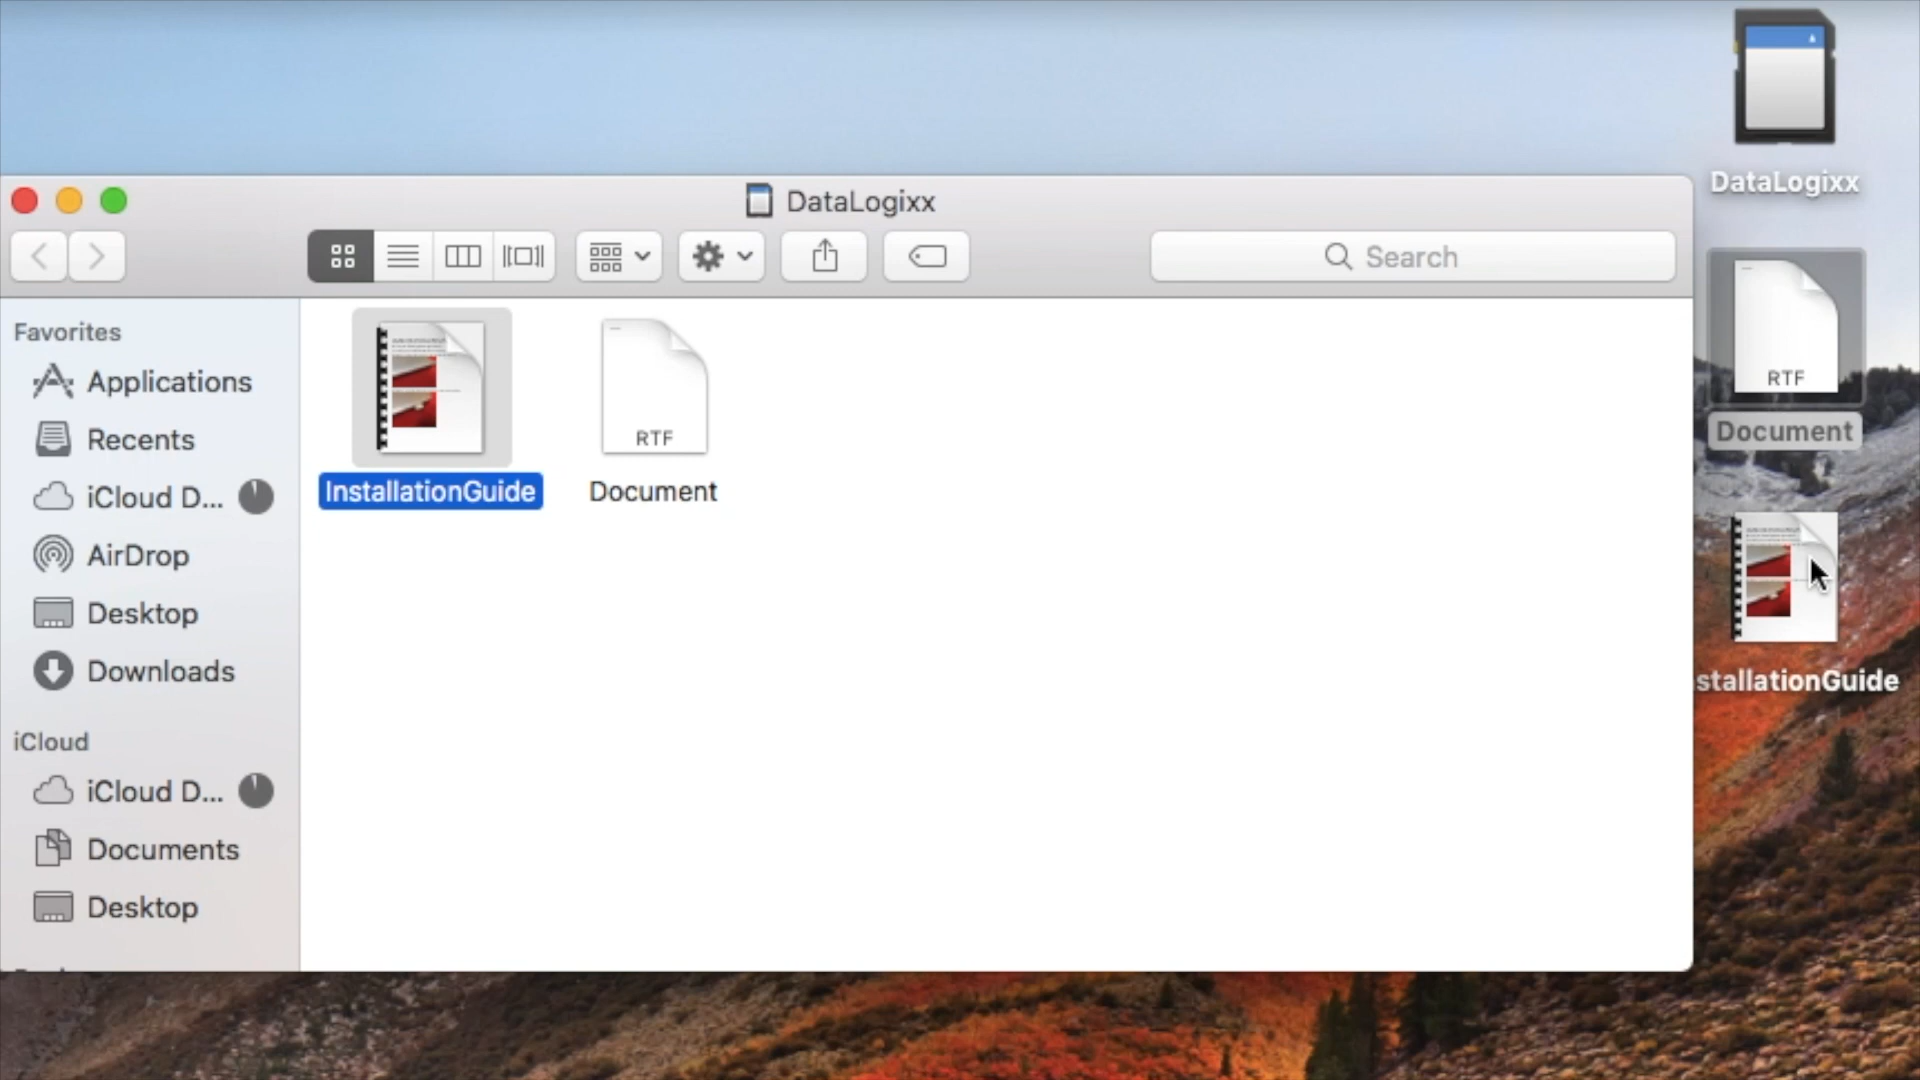 DataLogixx
DataLogixx
Search
Favorites
Applications
Recents
iCloud D...
AirDrop
Desktop
Downloads
iCloud
iCloud D...
Documents
Desktop
InstallationGuide
RTF
Document
RTF
Document
stallationGuide